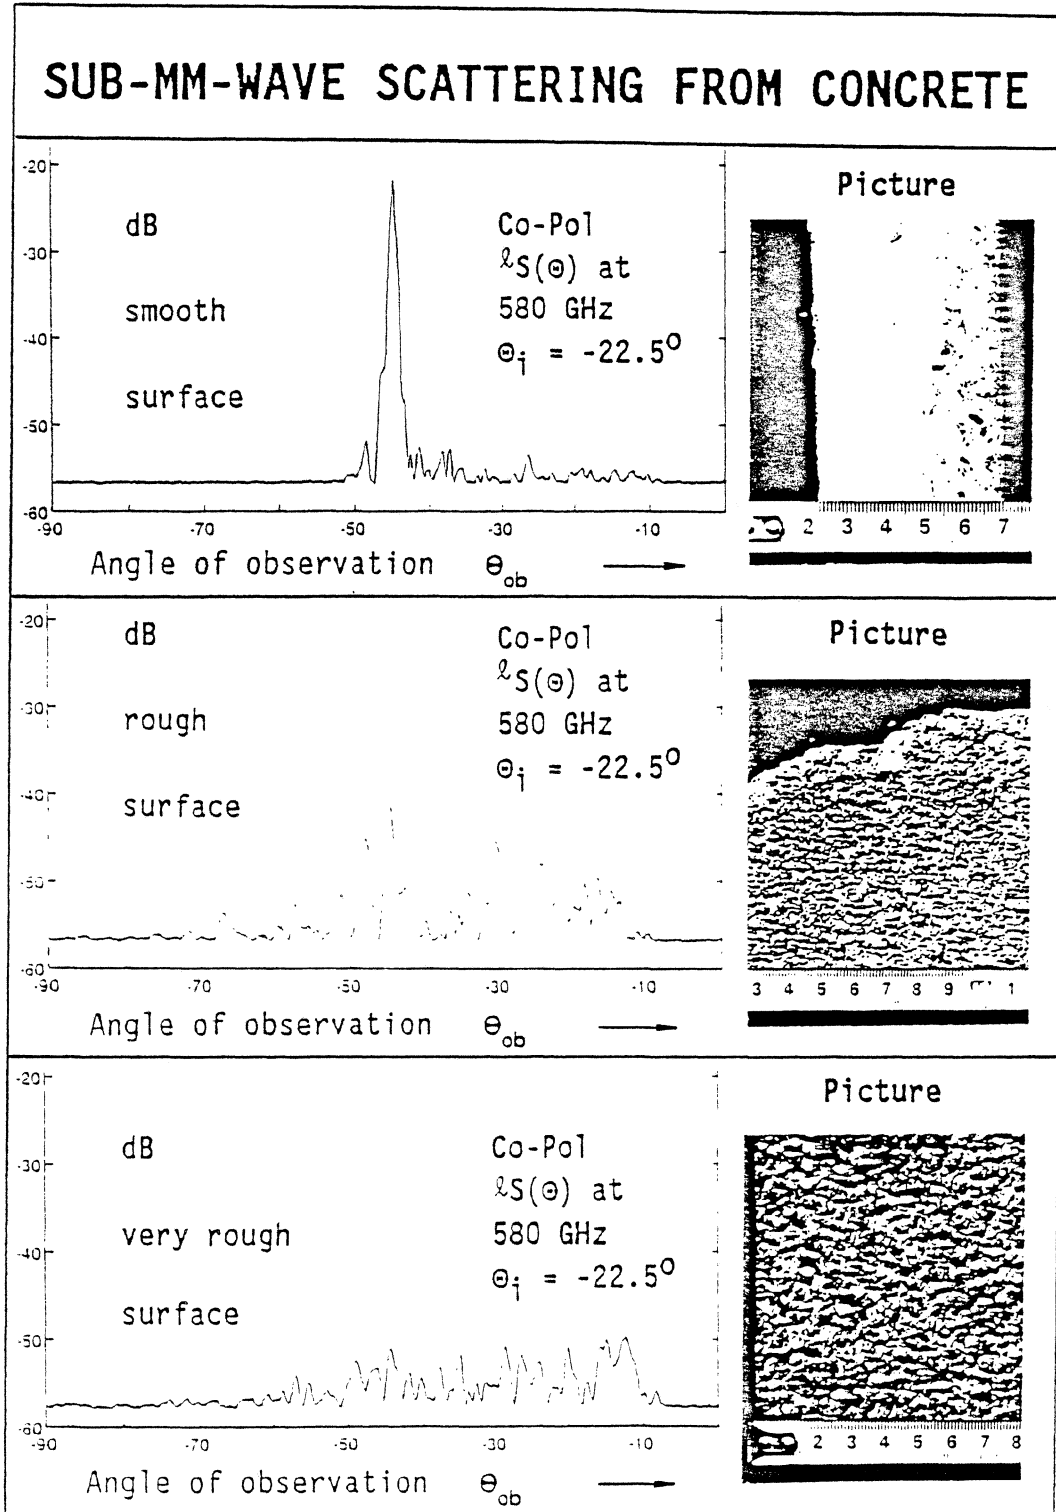 SUB-MM-WAVE SCATTERING FROM CONCRETE
-20
dB
Co-Pol
Picture
-30
ℓS(Θ) at
smooth
580 GHz
-40
Θi = -22.5°
surface
-50
-60
-90 -70 -50 -30 -10
2 3 4 5 6 7
Angle of observation Θob
-20
dB
Co-Pol
Picture
ℓS(Θ) at
-30
rough
580 GHz
Θi = -22.5°
-40
surface
-50
-60
-90 -70 -50 -30 -10
3 4 5 6 7 8 9 1
Angle of observation Θob
-20
Picture
dB
Co-Pol
-30
ℓS(Θ) at
very rough
580 GHz
-40
Θi = -22.5°
surface
-50
-60
-90 -70 -50 -30 -10
2 3 4 5 6 7 8
Angle of observation Θob